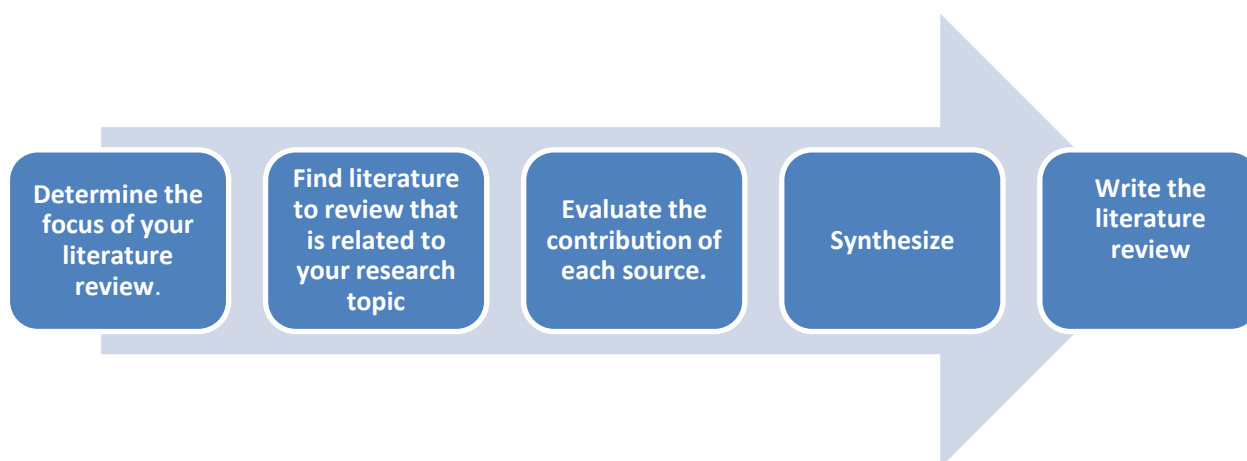 Determine the
focus of your
literature
review.
Find literature
to review that
is related to
your research
topic
Evaluate the
contribution of
each source.
Synthesize
Write the
literature
review